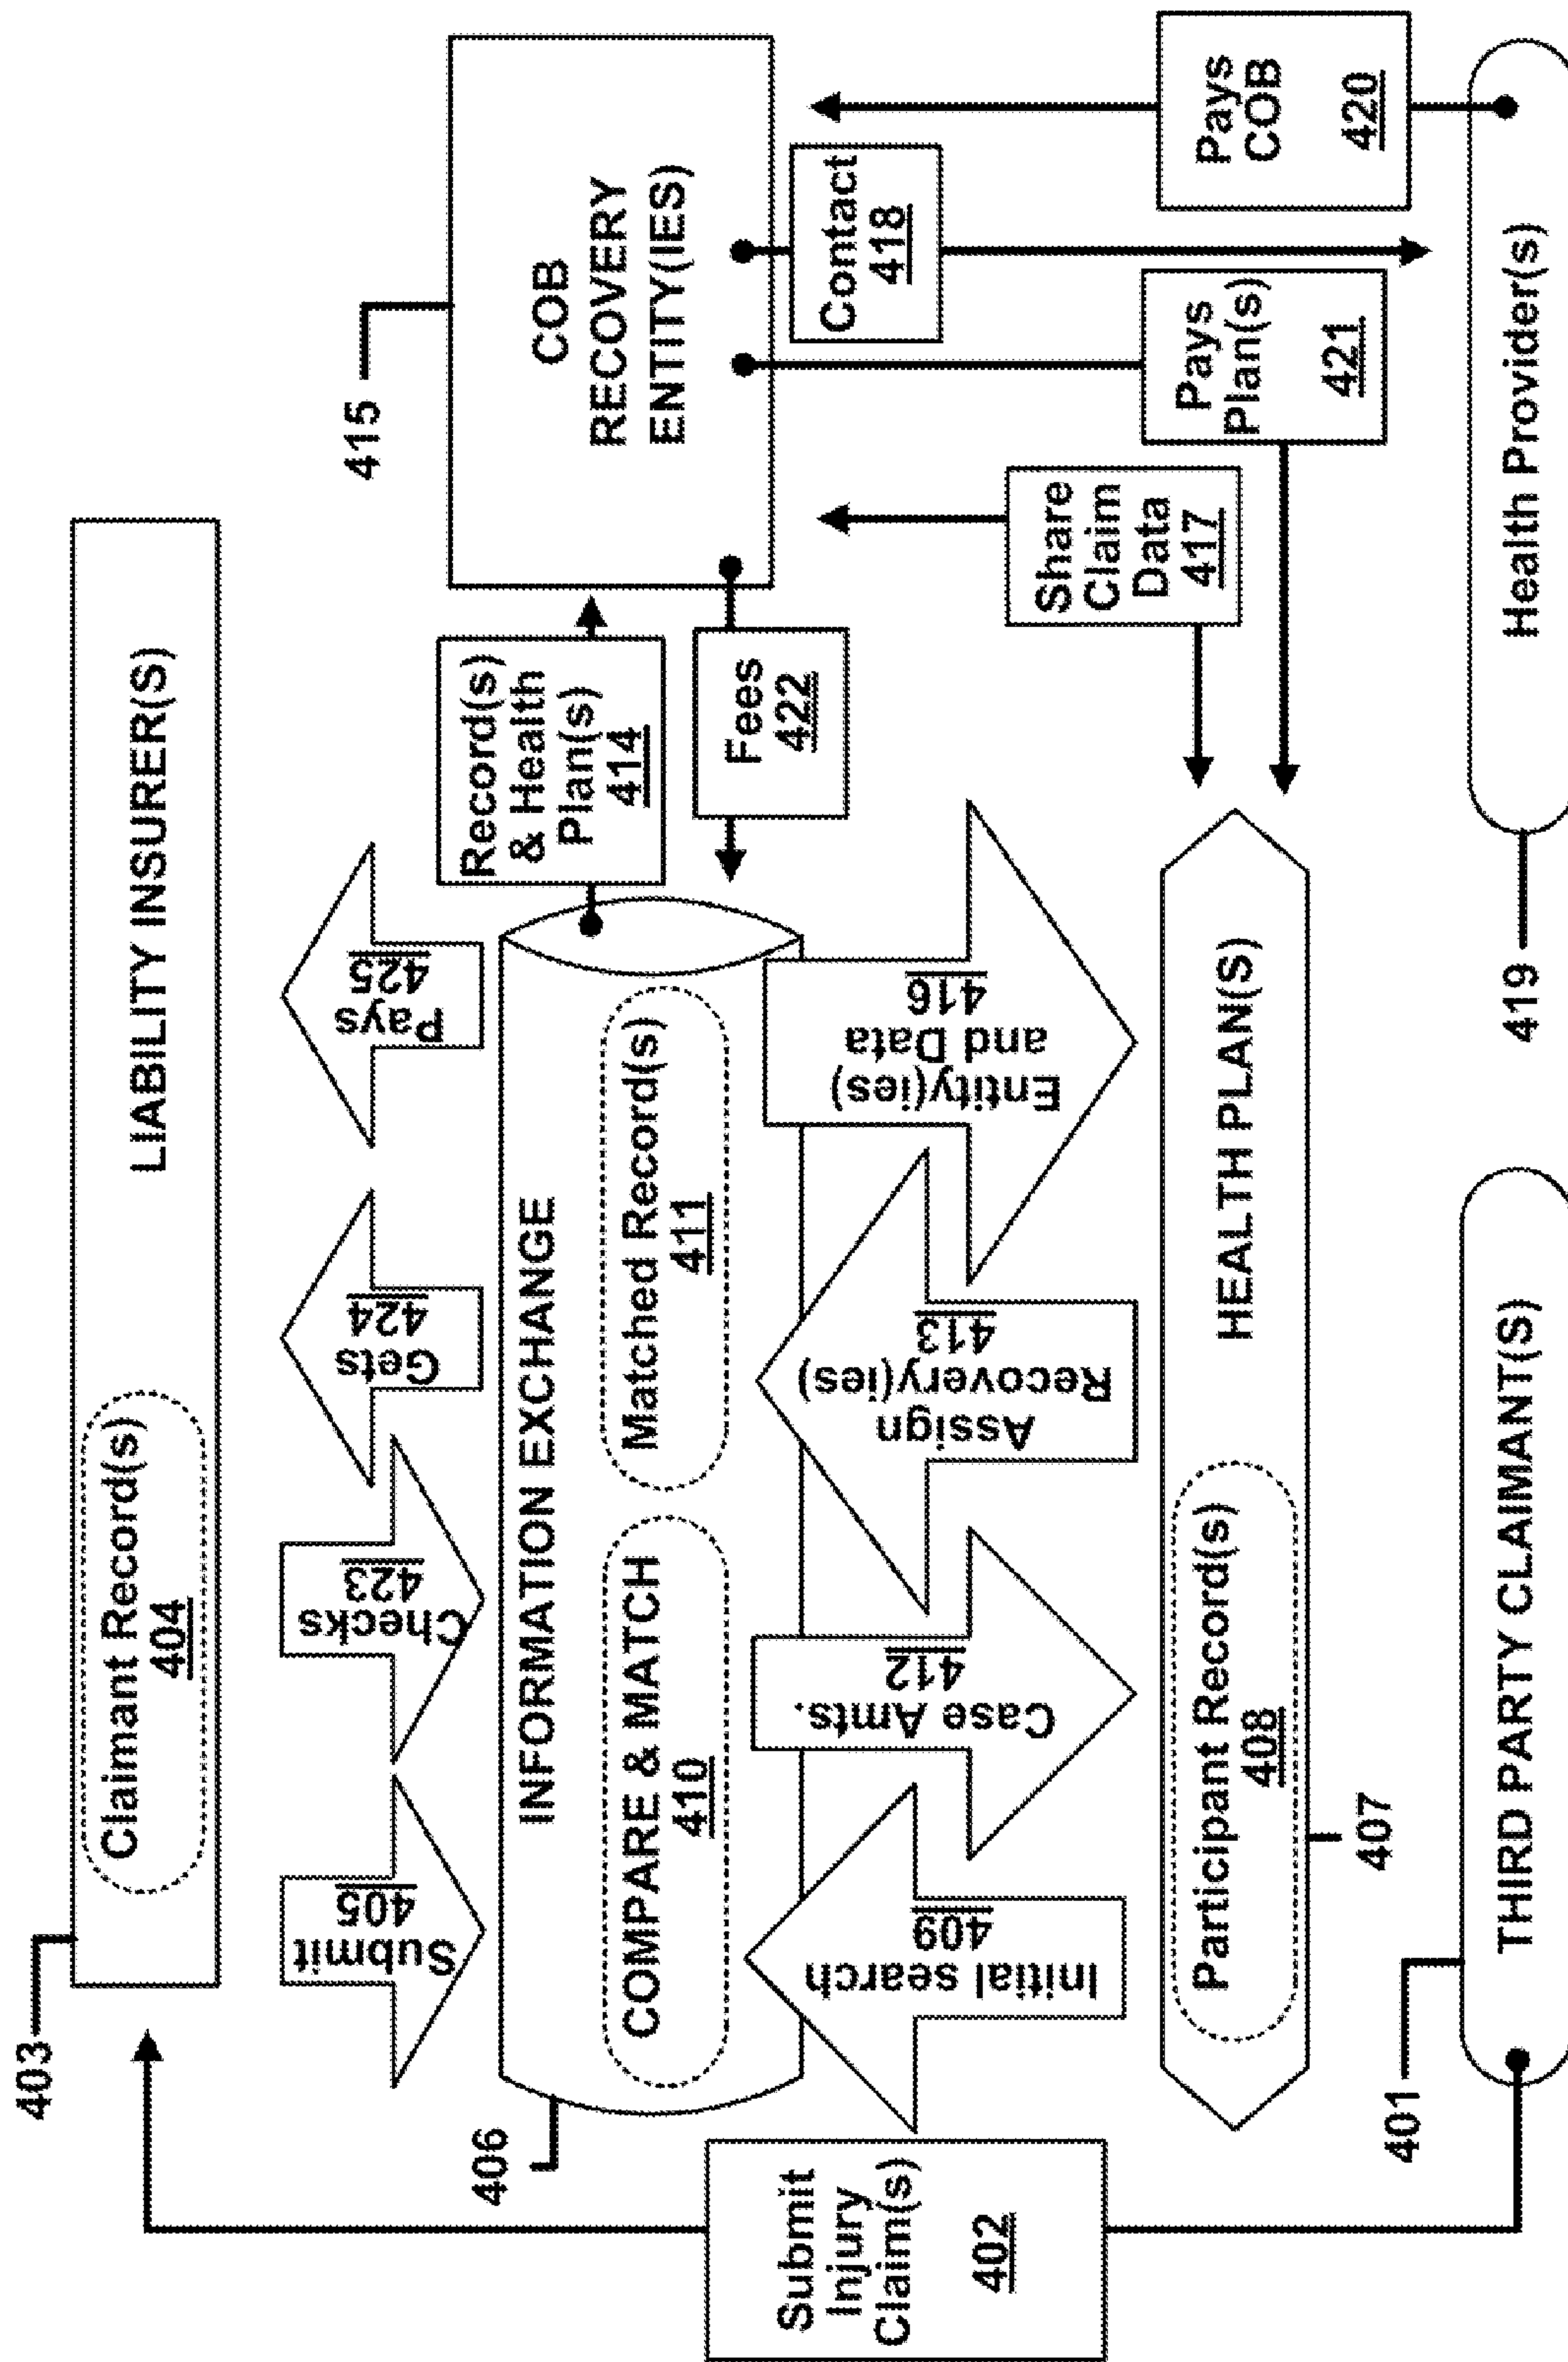 403
Claimant Record(s)
404
LIABILITY INSURER(S)
Submit
405
Checks
423
Gets
424
Pays
425
415
406
INFORMATION EXCHANGE
COMPARE & MATCH
410
Matched Record(s)
411
Record(s)
& Health
Plan(s)
414
COB
RECOVERY
ENTITY(IES)
Fees
422
Submit
Injury
Claim(s)
402
Initial search
409
Case Amts.
412
Assign
Recovery(ies)
413
Entity(ies)
and Data
416
Contact
418
Share
Claim
Data
417
Pays
Plan(s)
421
Pays
COB
420
Participant Record(s)
408
HEALTH PLAN(S)
407
401
THIRD PARTY CLAIMANT(S)
419
Health Provider(s)